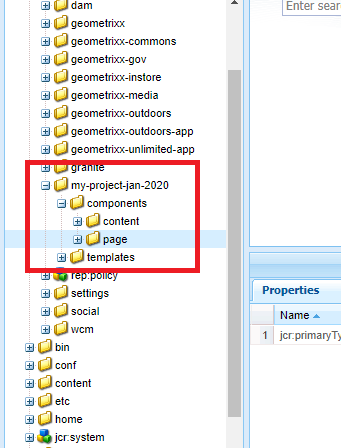 Enter sear
dam
geometrixx
geometrixx-commons
geometrixx-gov
geometrixx-instore
geometrixx-media
geometrixx-outdoors
geometrixx-outdoors-app
geometrixx-unlimited-app
granite
my-project-jan-2020
components
content
page
templates
rep:policy
settings
social
wcm
bin
conf
content
etc
home
jcr:system
Properties
Name
1 jcr:primaryTy